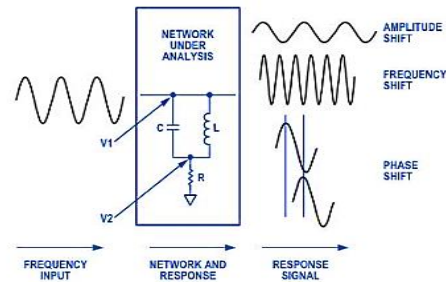 NETWORK
UNDER
ANALYSIS
AMPLITUDE
SHIFT
FREQUENCY
SHIFT
V1
C
L
R
V2
PHASE
SHIFT
FREQUENCY
INPUT
NETWORK AND
RESPONSE
RESPONSE
SIGNAL